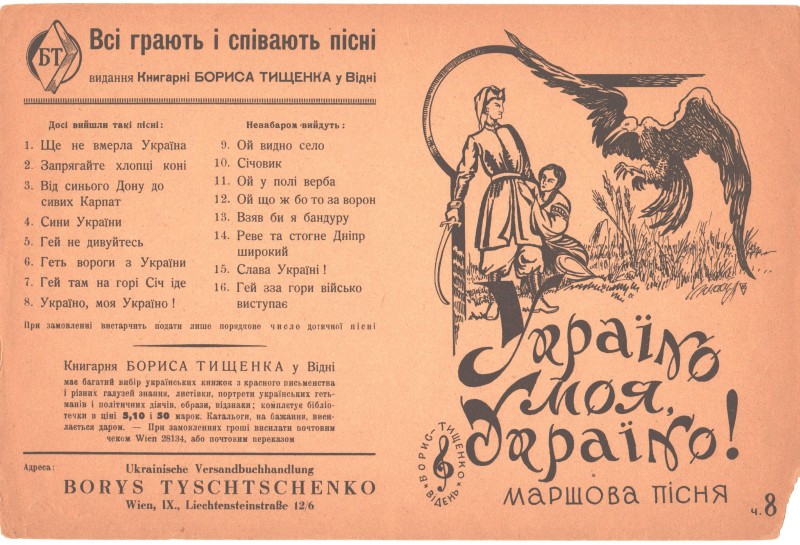 БТ
Всі грають і співають пісні
видання Книгарні БОРИСА ТИЩЕНКА у Відні
Досі вийшли такі пісні:
1. Ще не вмерла Україна
2. Запрягайте хлопці коні
3. Від синього Дону до
сивих Карпат
4. Сини України
5. Гей не дивуйтесь
6. Геть вороги з України
7. Гей там на горі Січ іде
8. Україно, моя Україно !
Незабаром вийдуть:
9. Ой видно село
10. Січовик
11. Ой у полі верба
12. Ой що ж бо то за ворон
13. Взяв би я бандуру
14. Реве та стогне Дніпр
широкий
15. Слава Україні !
16. Гей зза гори військо
виступає
При замовленні вистарчить подати лише порядкове число дотичної пісні
Книгарня БОРИСА ТИЩЕНКА у Відні
має багатий вибір українських книжок з красного письменства
і різних галузей знання, листівки, портрети українських геть-
манів і політичних діячів, образи, відзнаки; комплєтує бібліо-
течки в ціні 5,10 і 50 марок. Катальоги, на бажання, виси-
лається даром. — При замовленнях гроші висилати почтовим
чеком Wien 28134, або почтовим переказом
Адреса:
Ukrainische Versandbuchhandlung
BORYS TYSCHTSCHENKO
Wien, IX., Liechtensteinstraße 12/6
Україно
моя,
Україно!
БОРИС-ТИЩЕНКО
ВІДЕНЬ
МАРШОВА ПІСНЯ
ч. 8